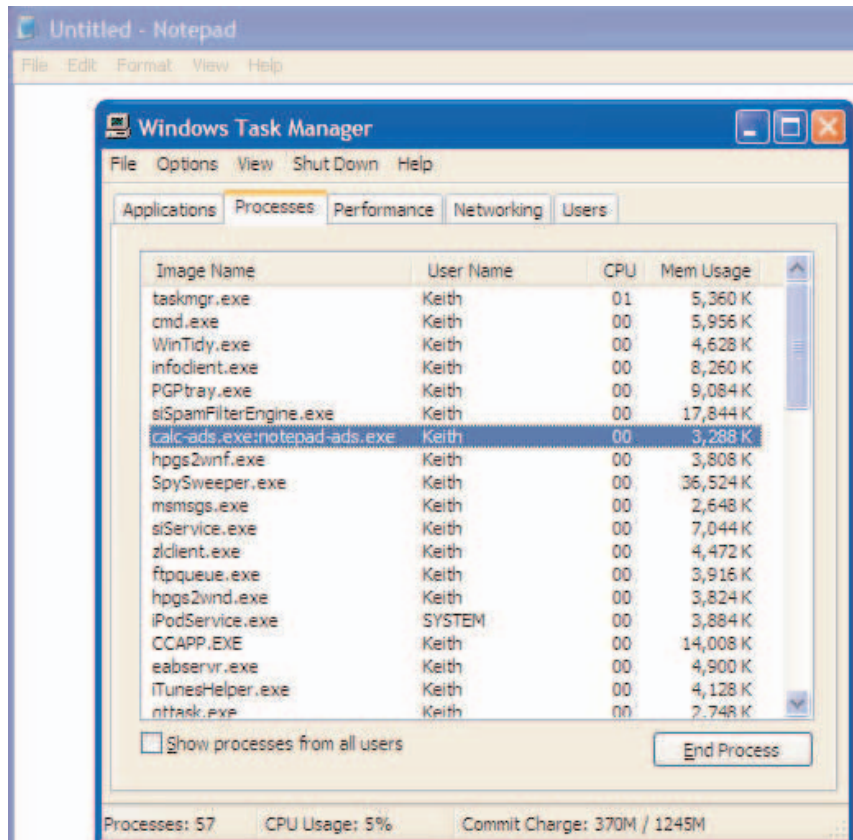 Untitled - Notepad
File Edit Format View Help
Windows Task Manager
File Options View Shut Down Help
Applications Processes Performance Networking Users
Image Name User Name CPU Mem Usage
taskmgr.exe Keith 01 5,360 K
cmd.exe Keith 00 5,956 K
WinTidy.exe Keith 00 4,628 K
infoclient.exe Keith 00 8,260 K
PGPtray.exe Keith 00 9,084 K
siSpamFilterEngine.exe Keith 00 17,844 K
calc-ads.exe:notepad-ads.exe Keith 00 3,288 K
hpgs2wnf.exe Keith 00 3,808 K
SpySweeper.exe Keith 00 36,524 K
msmsgs.exe Keith 00 2,648 K
siService.exe Keith 00 7,044 K
zlclient.exe Keith 00 4,472 K
ftpqueue.exe Keith 00 3,916 K
hpgs2wnd.exe Keith 00 3,824 K
iPodService.exe SYSTEM 00 3,884 K
CCAPP.EXE Keith 00 14,008 K
eabservr.exe Keith 00 4,900 K
iTunesHelper.exe Keith 00 4,128 K
qttask.exe Keith 00 2,748 K
Show processes from all users
End Process
Processes: 57 CPU Usage: 5% Commit Charge: 370M / 1245M